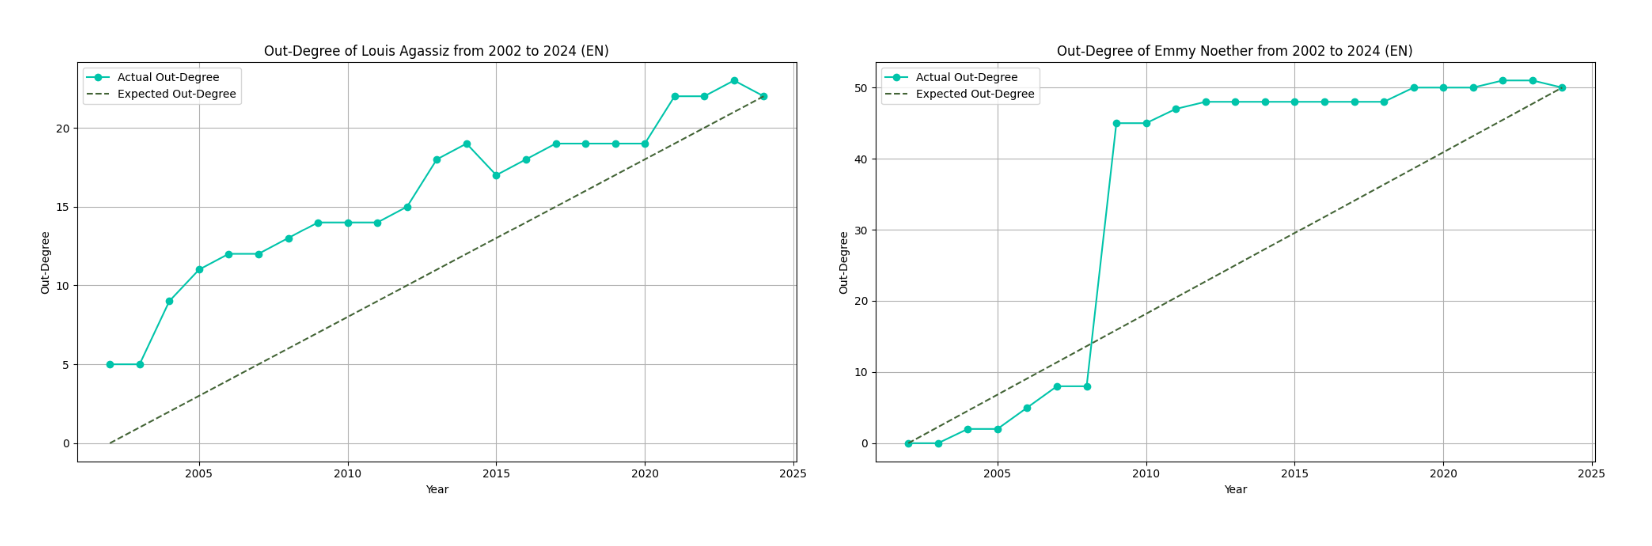 Out-Degree of Louis Agassiz from 2002 to 2024 (EN)
Actual Out-Degree
Expected Out-Degree
20
15
10
5
0
Out-Degree
2005
2010
2015
2020
2025
Year
Out-Degree of Emmy Noether from 2002 to 2024 (EN)
Actual Out-Degree
Expected Out-Degree
50
40
30
20
10
0
Out-Degree
2005
2010
2015
2020
2025
Year